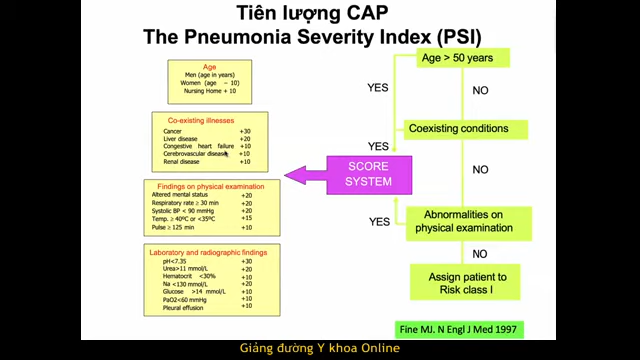 Tiên lượng CAP
The Pneumonia Severity Index (PSI)
Age
Men (age in years)
Women (age - 10)
Nursing Home + 10
Co-existing illnesses
Cancer +30
Liver disease +20
Congestive heart failure +10
Cerebrovascular disease +10
Renal disease +10
Findings on physical examination
Altered mental status +20
Respiratory rate ≥ 30 min +20
Systolic BP < 90 mmHg +20
Temp. ≥ 40°C or <35°C +15
Pulse ≥ 125 min +10
Laboratory and radiographic findings
pH<7.35 +30
Urea>11 mmol/L +20
Hematocrit <30% +10
Na <130 mmol/L +20
Glucose >14 mmol/L +10
PaO2<60 mmHg +10
Pleural effusion +10
SCORE
SYSTEM
Age > 50 years
YES
NO
Coexisting conditions
YES
NO
Abnormalities on
physical examination
YES
NO
Assign patient to
Risk class I
Fine MJ. N Engl J Med 1997
Giảng đường Y khoa Online